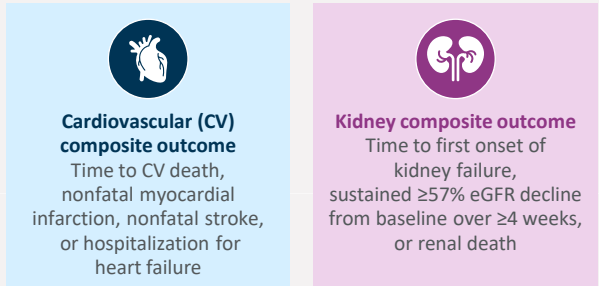 Cardiovascular (CV)
composite outcome
Time to CV death,
nonfatal myocardial
infarction, nonfatal stroke,
or hospitalization for
heart failure
Kidney composite outcome
Time to first onset of
kidney failure,
sustained ≥57% eGFR decline
from baseline over ≥4 weeks,
or renal death